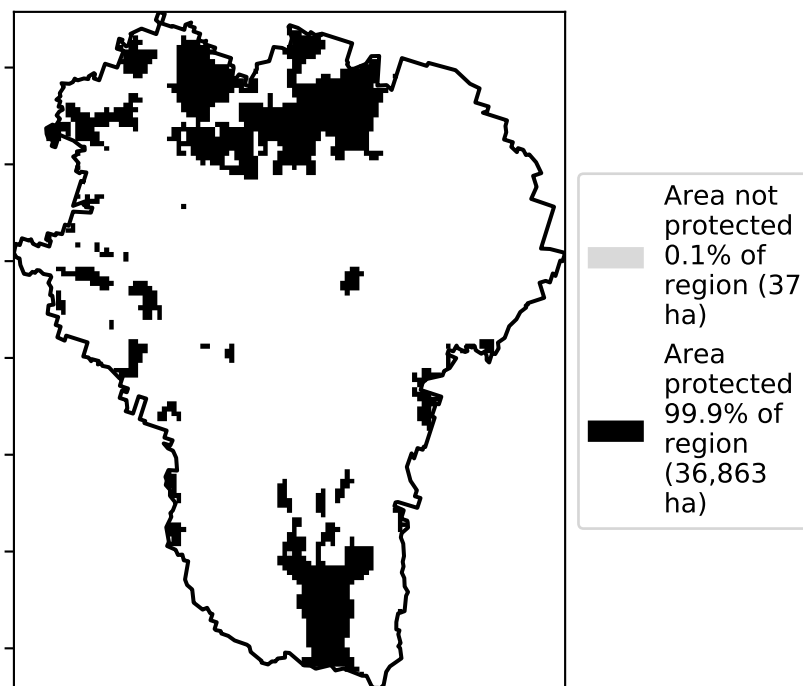 Area not
protected
0.1% of
region (37
ha)
Area
protected
99.9% of
region
(36,863
ha)